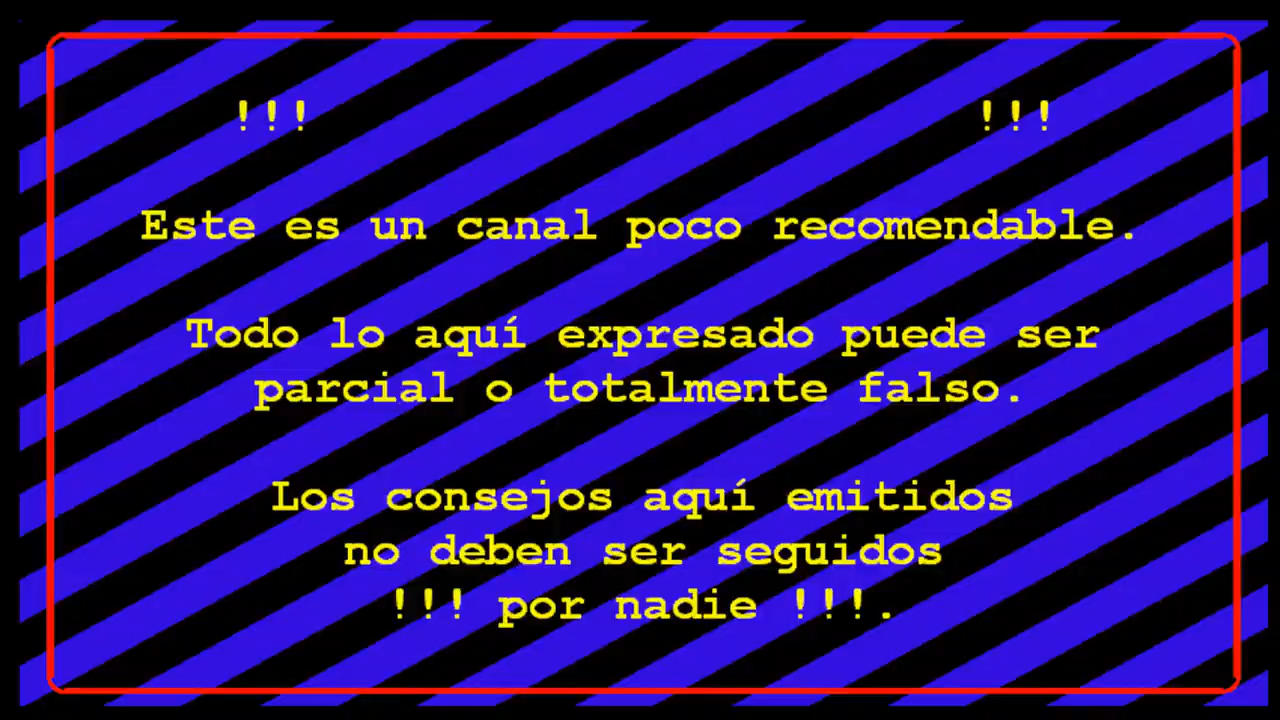 !!! !!!
Este es un canal poco recomendable.
Todo lo aquí expresado puede ser
parcial o totalmente falso.
Los consejos aquí emitidos
no deben ser seguidos
!!! por nadie !!!.